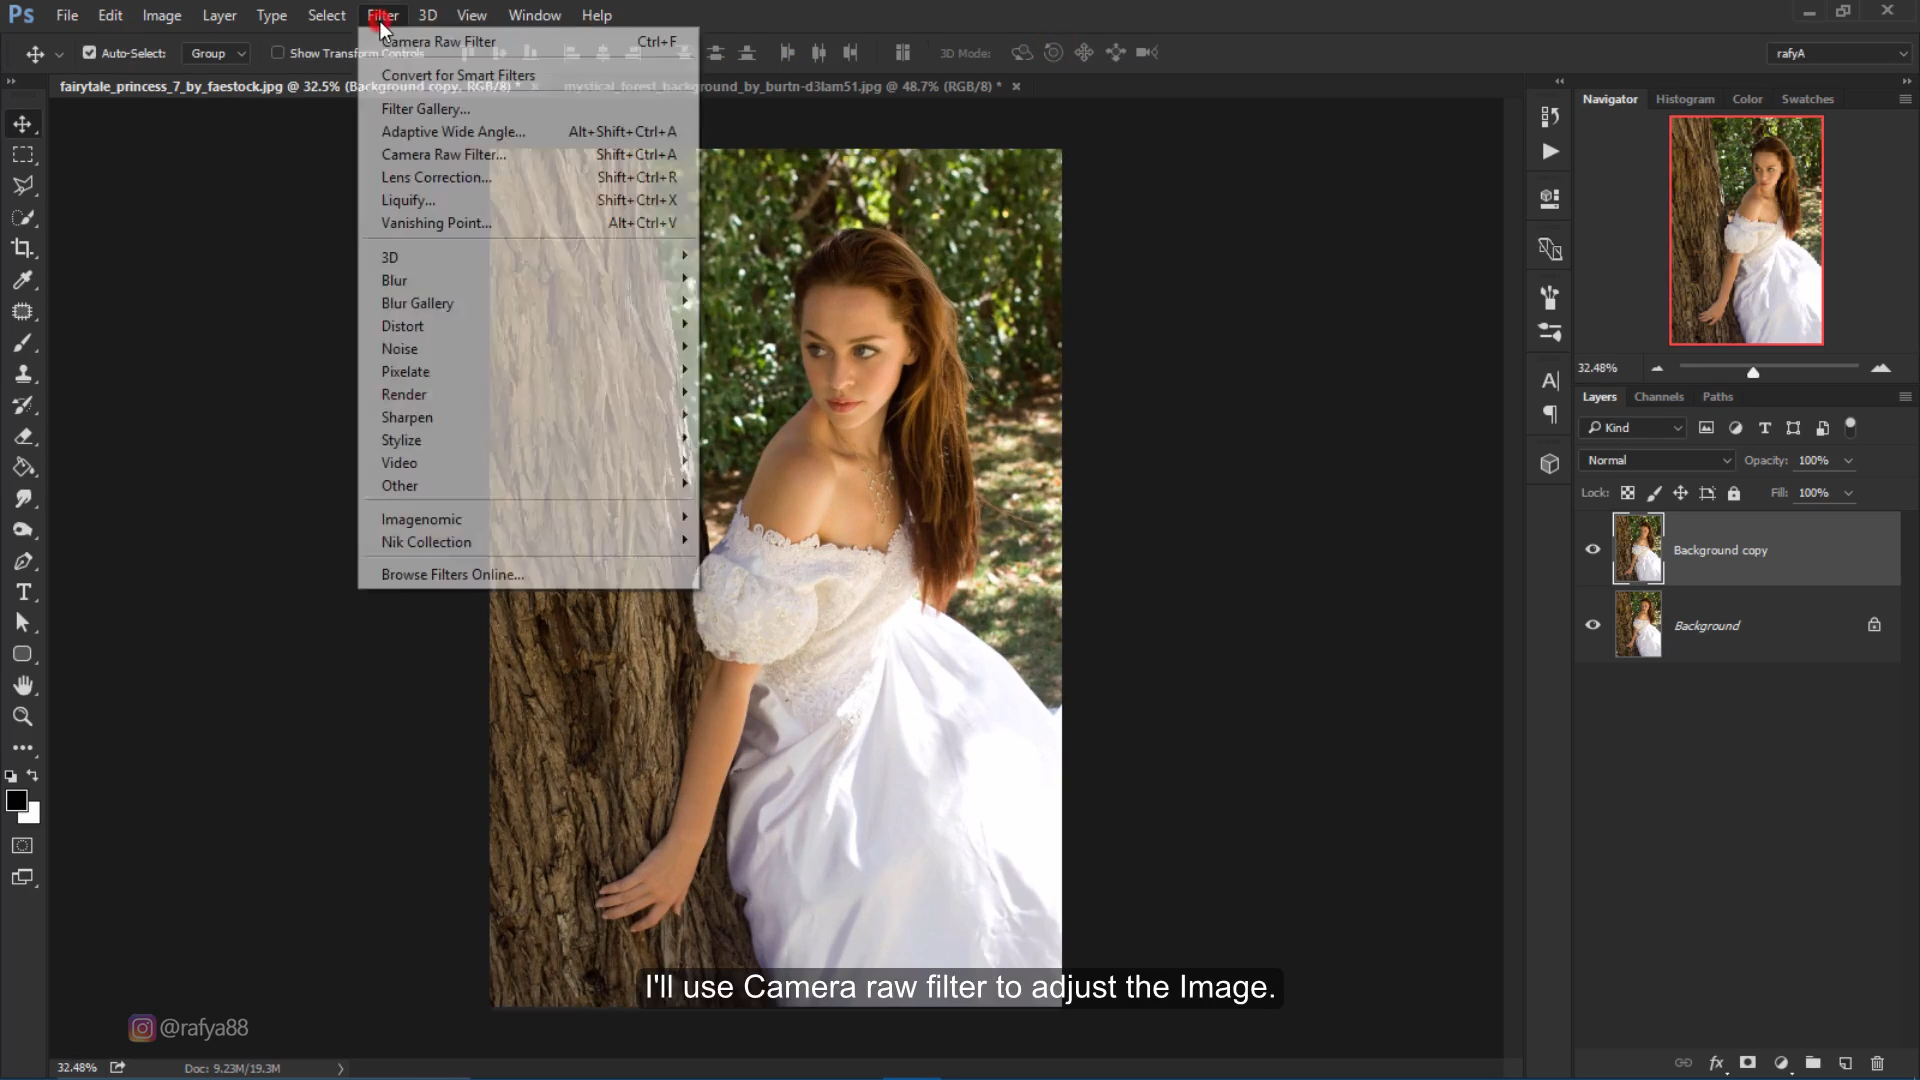 Ps File Edit Image Layer Type Select Filter 3D View Window Help
Auto-Select: Group Show Transform Controls 3D Mode: rafyA
fairytale_princess_7_by_faestock.jpg @ 32.5% (Background copy, RGB/8) * × mystical_forest_background_by_burtn-d3lam51.jpg @ 48.7% (RGB/8) * ×
Camera Raw Filter Ctrl+F
Convert for Smart Filters
Filter Gallery...
Adaptive Wide Angle... Alt+Shift+Ctrl+A
Camera Raw Filter... Shift+Ctrl+A
Lens Correction... Shift+Ctrl+R
Liquify... Shift+Ctrl+X
Vanishing Point... Alt+Ctrl+V
3D
Blur
Blur Gallery
Distort
Noise
Pixelate
Render
Sharpen
Stylize
Video
Other
Imagenomic
Nik Collection
Browse Filters Online...
Navigator Histogram Color Swatches
32.48%
Layers Channels Paths
Kind
Normal Opacity: 100%
Lock: Fill: 100%
Background copy
Background
I'll use Camera raw filter to adjust the Image.
@rafya88
32.48% Doc: 9.23M/19.3M